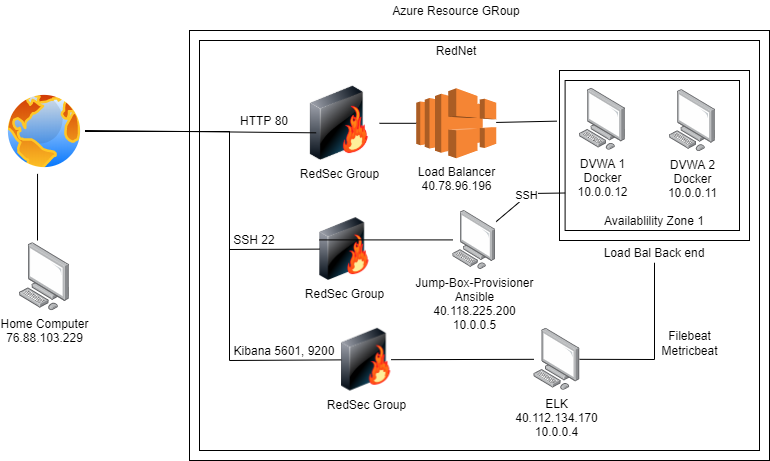 Azure Resource GRoup
RedNet
HTTP 80
RedSec Group
Load Balancer
40.78.96.196
DVWA 1
Docker
10.0.0.12
DVWA 2
Docker
10.0.0.11
Availablility Zone 1
Load Bal Back end
SSH
SSH 22
RedSec Group
Jump-Box-Provisioner
Ansible
40.118.225.200
10.0.0.5
Home Computer
76.88.103.229
Kibana 5601, 9200
RedSec Group
ELK
40.112.134.170
10.0.0.4
Filebeat
Metricbeat